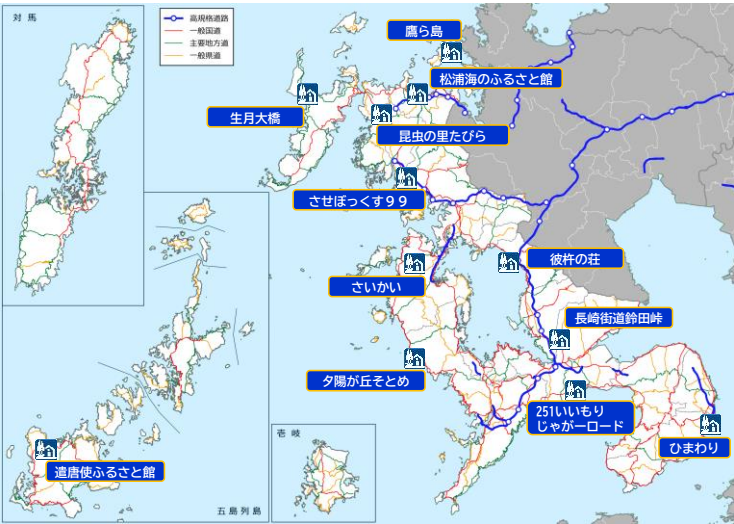 対馬
高規格道路
一般国道
主要地方道
一般県道
鷹ら島
松浦海のふるさと館
生月大橋
昆虫の里たびら
させぼっくす99
さいかい
彼杵の荘
長崎街道鈴田峠
夕陽が丘そとめ
251いいもり
じゃがーロード
ひまわり
遣唐使ふるさと館
壱岐
五島列島